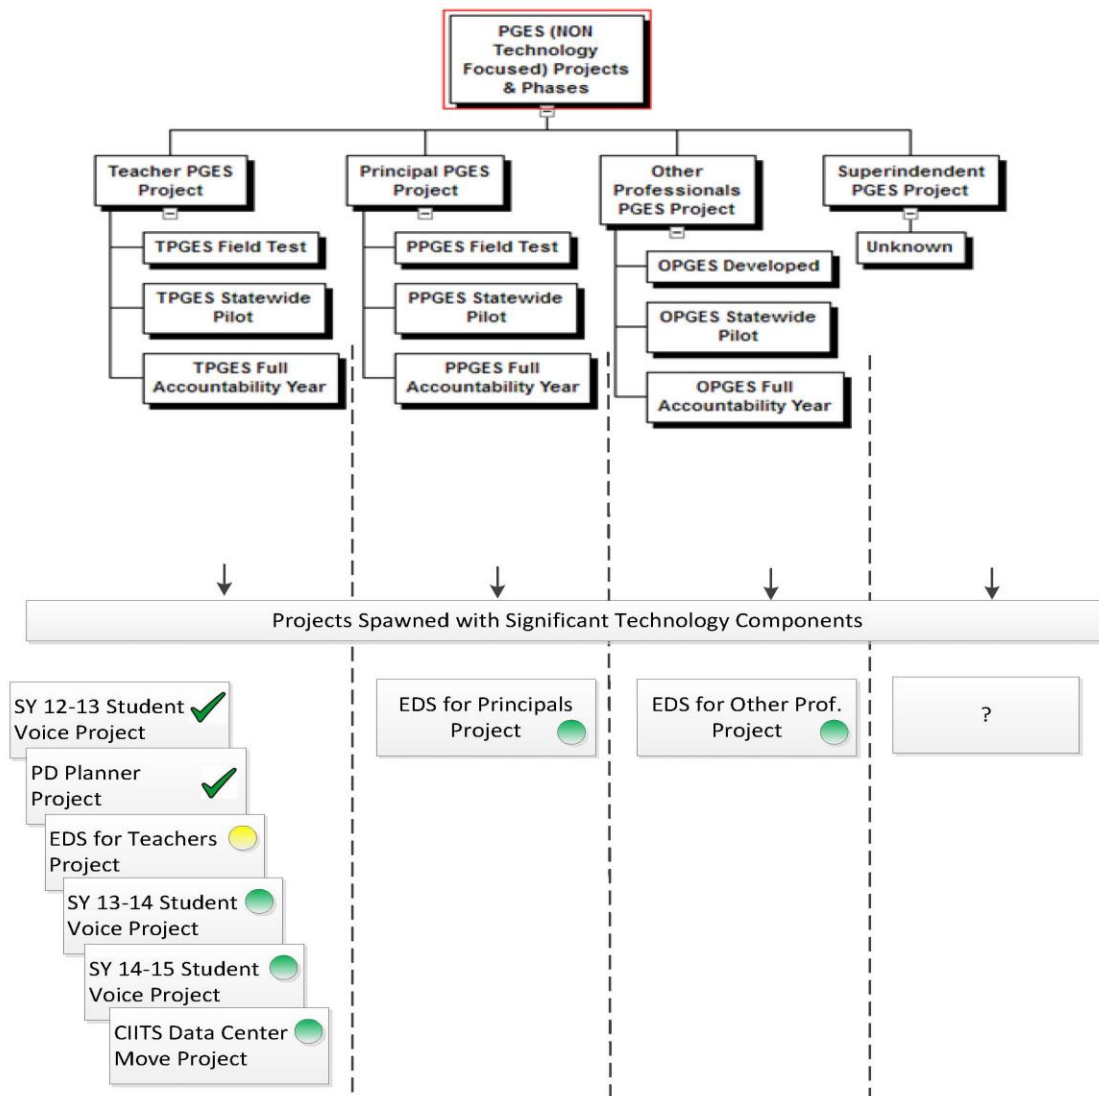 PGES (NON
Technology
Focused) Projects
& Phases
Teacher PGES
Project
Principal PGES
Project
Other
Professionals
PGES Project
Superindendent
PGES Project
TPGES Field Test
TPGES Statewide
Pilot
TPGES Full
Accountability Year
PPGES Field Test
PPGES Statewide
Pilot
PPGES Full
Accountability Year
OPGES Developed
OPGES Statewide
Pilot
OPGES Full
Accountability Year
Unknown
Projects Spawned with Significant Technology Components
SY 12-13 Student
Voice Project
PD Planner
Project
EDS for Teachers
Project
SY 13-14 Student
Voice Project
SY 14-15 Student
Voice Project
CIITS Data Center
Move Project
EDS for Principals
Project
EDS for Other Prof.
Project
?